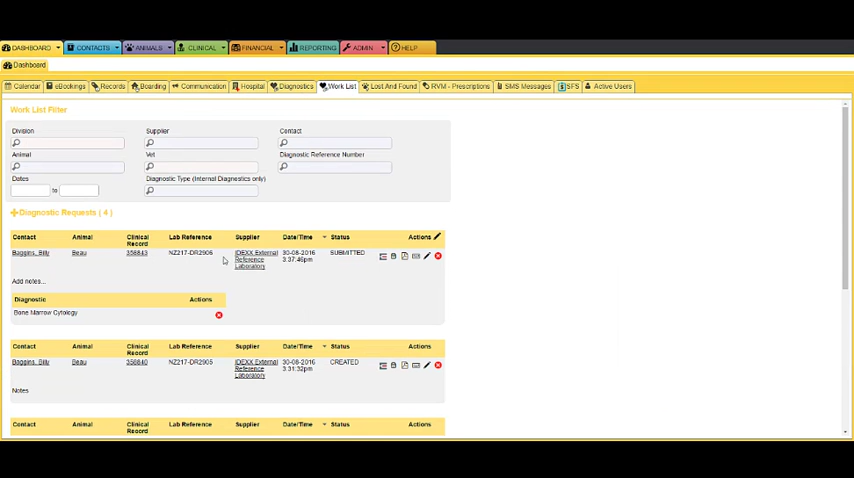 DASHBOARD CONTACTS ANIMALS CLINICAL FINANCIAL REPORTING ADMIN HELP
Dashboard
Calendar eBookings Records Boarding Communication Hospital Diagnostics Work List Lost And Found RVM - Prescriptions SMS Messages SFS Active Users
Work List Filter
Division Supplier Contact
Animal Vet Diagnostic Reference Number
Dates Diagnostic Type (Internal Diagnostics only)
to
Diagnostic Requests ( 4 )
Contact Animal Clinical Record Lab Reference Supplier Date/Time Status Actions
Baggins, Billy Beau 356843 NZ217-DR2906 IDEXX External Reference Laboratory 30-08-2016 3:37:46pm SUBMITTED
Add notes...
Diagnostic Actions
Bone Marrow Cytology
Contact Animal Clinical Record Lab Reference Supplier Date/Time Status Actions
Baggins, Billy Beau 356840 NZ217-DR2905 IDEXX External Reference Laboratory 30-08-2016 3:31:32pm CREATED
Notes
Contact Animal Clinical Record Lab Reference Supplier Date/Time Status Actions